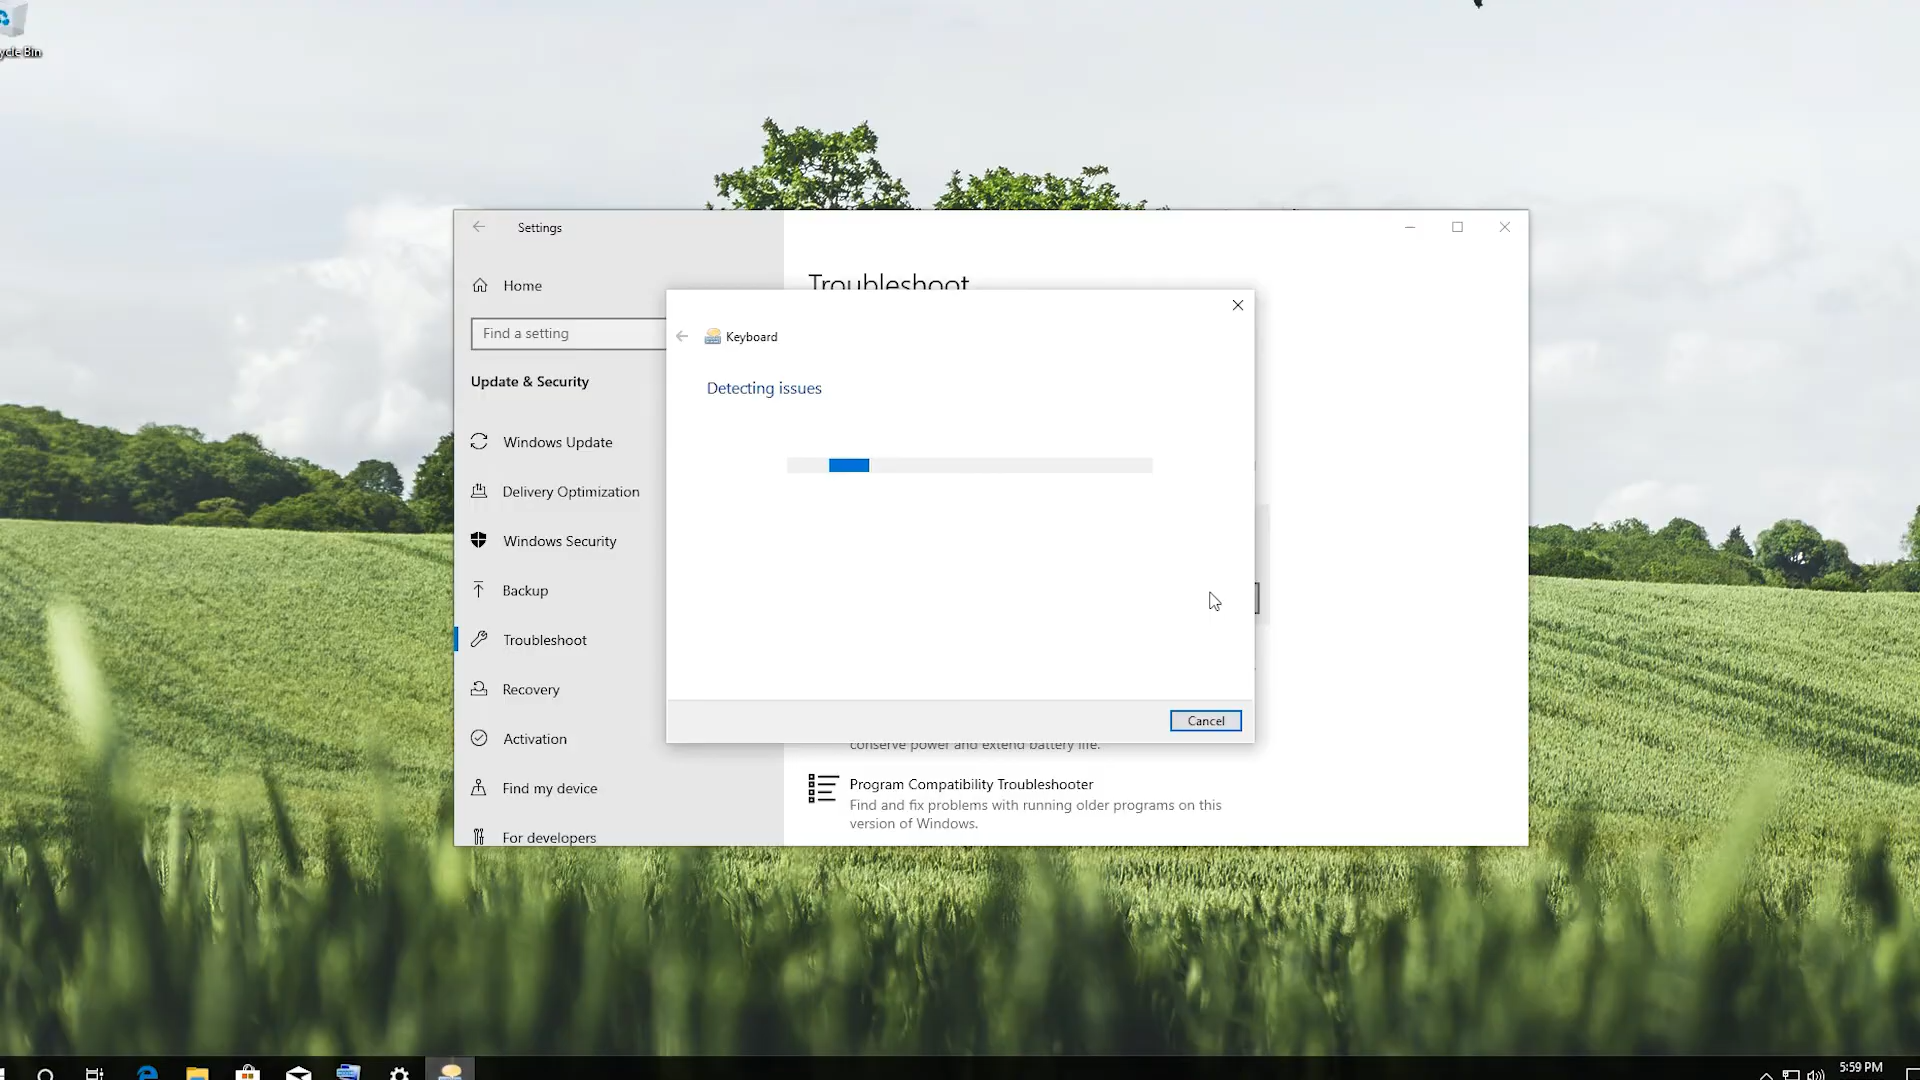 ycle Bin
Settings
Home
Find a setting
Update & Security
Windows Update
Delivery Optimization
Windows Security
Backup
Troubleshoot
Recovery
Activation
Find my device
For developers
Troubleshoot
Keyboard
Detecting issues
Cancel
conserve power and extend battery life.
Program Compatibility Troubleshooter
Find and fix problems with running older programs on this
version of Windows.
5:59 PM